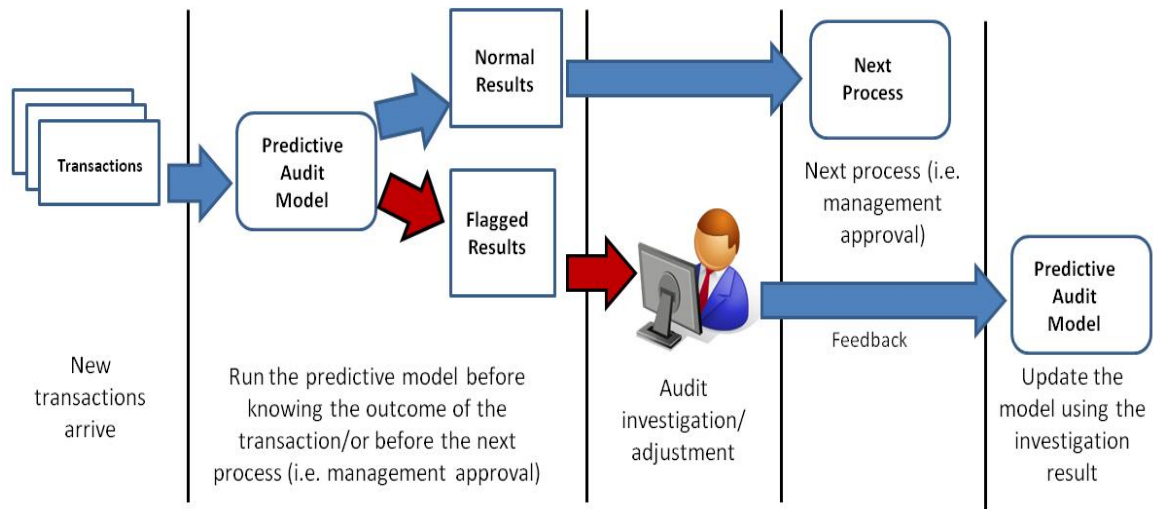 Transactions
New
transactions
arrive
Predictive
Audit
Model
Normal
Results
Flagged
Results
Run the predictive model before
knowing the outcome of the
transaction/or before the next
process (i.e. management approval)
Audit
investigation/
adjustment
Next
Process
Next process (i.e.
management
approval)
Feedback
Predictive
Audit
Model
Update the
model using the
investigation
result